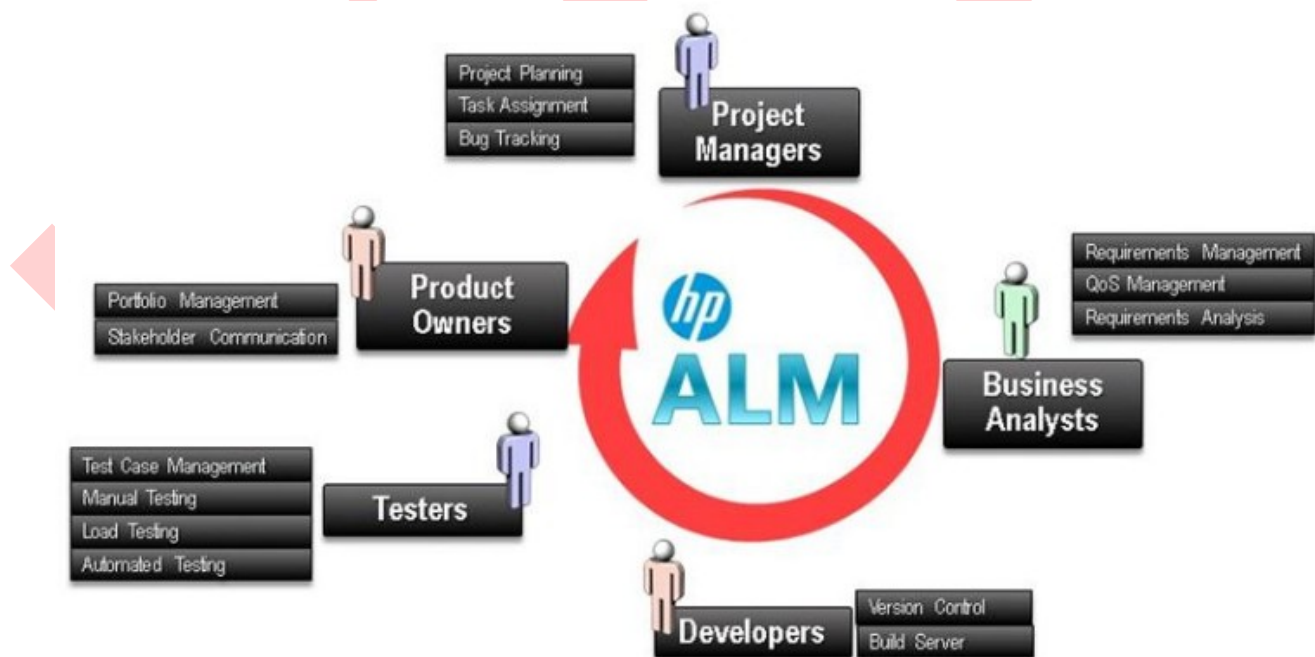 Project Planning
Task Assignment
Bug Tracking
Project
Managers
Requirements Management
QoS Management
Requirements Analysis
Business
Analysts
Product
Owners
Portfolio Management
Stakeholder Communication
hp
ALM
Test Case Management
Manual Testing
Load Testing
Automated Testing
Testers
Developers
Version Control
Build Server